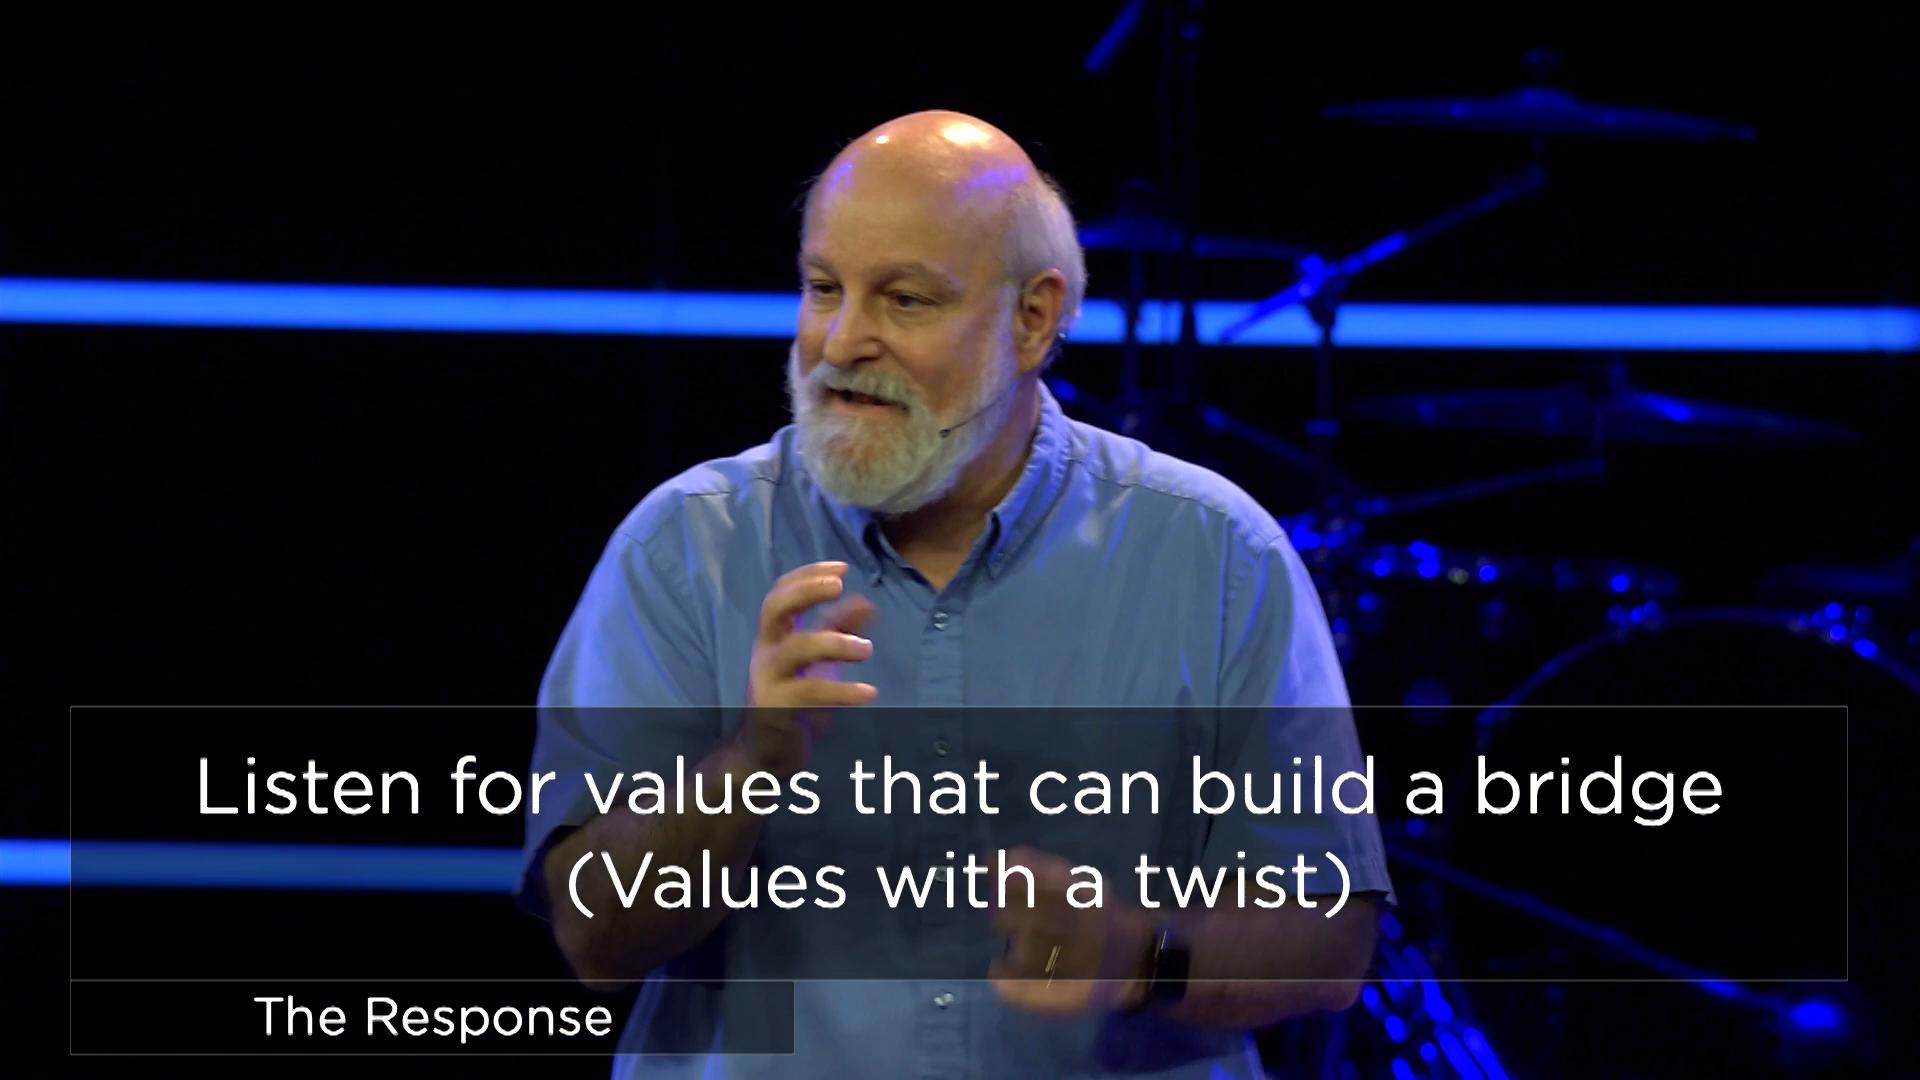 Listen for values that can build a bridge
(Values with a twist)
The Response